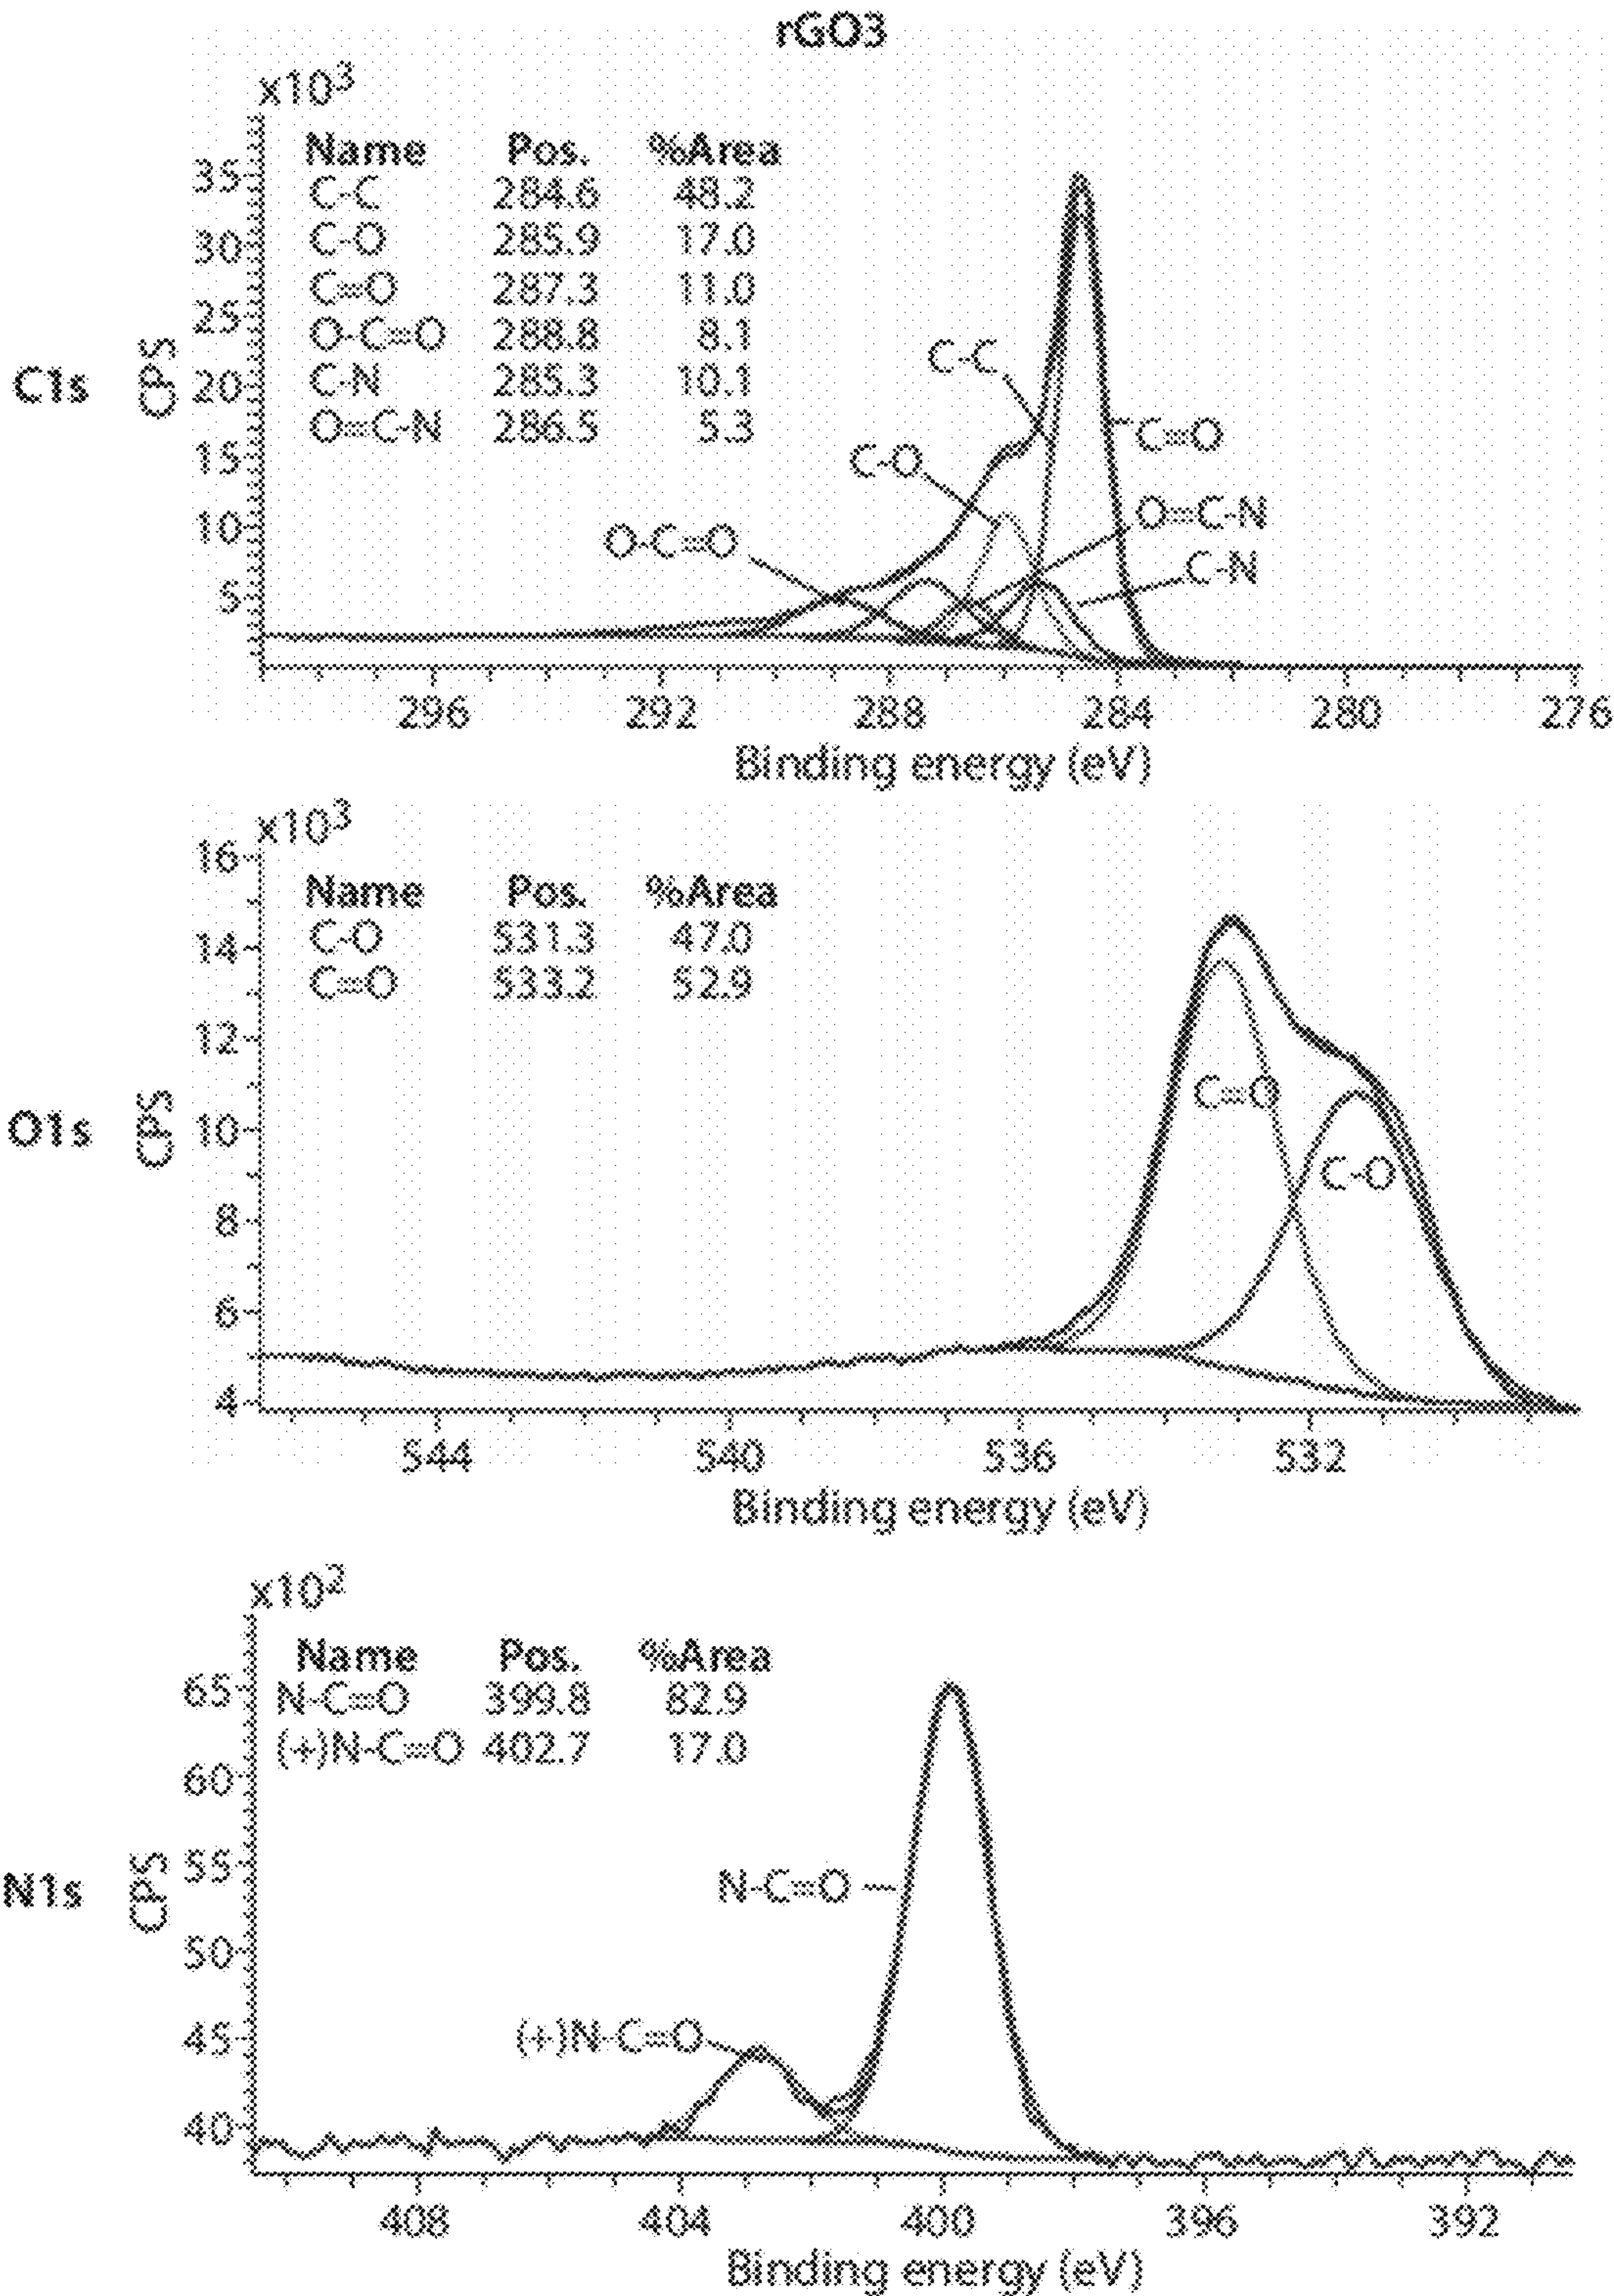 rGO3
x10³
Name Pos. %Area
C-C 284.6 48.2
C-O 285.9 17.0
C=O 287.3 11.0
O-C=O 288.8 8.1
C-N 285.3 10.1
O=C-N 286.5 5.3
35
30
25
20
15
10
5
C1s
CPS
C-C
C=O
C-O
O=C-N
O-C=O
C-N
296 292 288 284 280 276
Binding energy (eV)
x10³
Name Pos. %Area
C-O 531.3 47.0
C=O 533.2 52.9
16
14
12
10
8
6
4
O1s
CPS
C=O
C-O
544 540 536 532
Binding energy (eV)
x10²
Name Pos. %Area
N-C=O 399.8 82.9
(+)N-C=O 402.7 17.0
65
60
55
50
45
40
N1s
CPS
N-C=O
(+)N-C=O
408 404 400 396 392
Binding energy (eV)